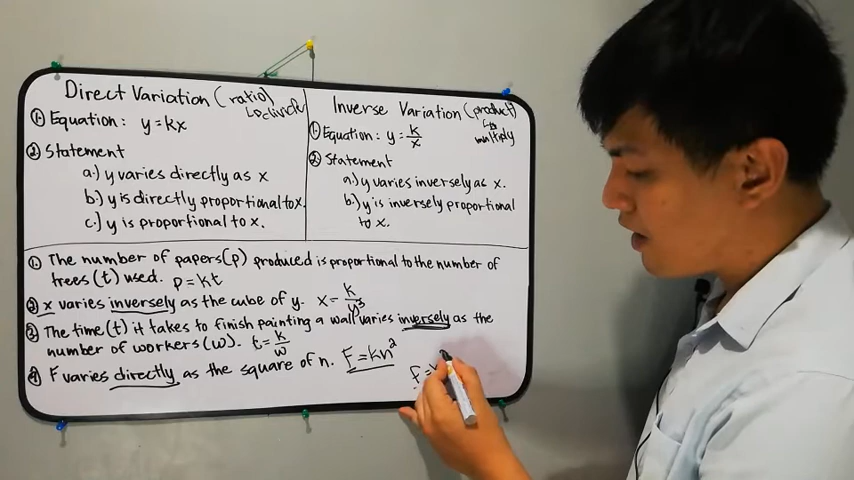 Direct Variation (ratio)
↳divide
① Equation: y=kx
② Statement
a.) y varies directly as x
b.) y is directly proportional to x.
c.) y is proportional to x.
Inverse Variation (product)
↳ multiply
1. Equation: y = k/x
2. Statement
a.) y varies inversely as x.
b.) y is inversely proportional
to x.
①. The number of papers(p) produced is proportional to the number of
trees(t) used. p=kt
② x varies inversely as the cube of y. x = k/y³
③ The time(t) it takes to finish painting a wall varies inversely as the
number of workers(w). t = k/w
④ F varies directly as the square of n. F=kn²
F=